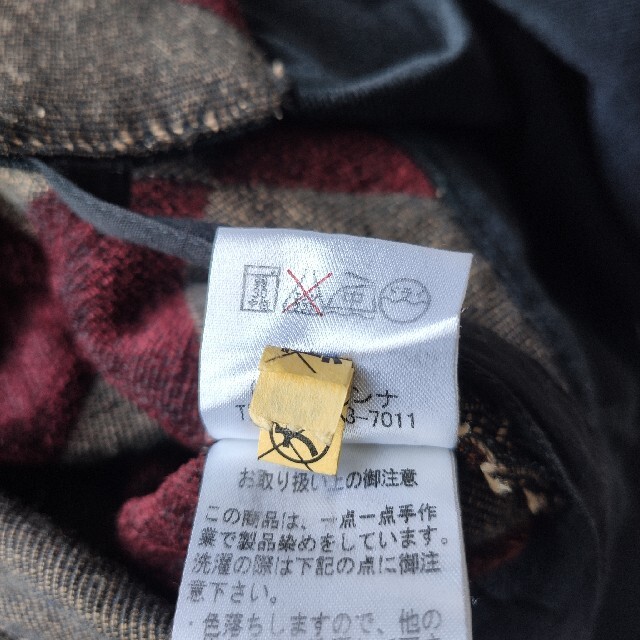 ンナ
3-7011
お取り扱い上の御注意
この商品は、一点一点手作
業で製品染めをしています。
洗濯の際は下記の点に御注
意下さい。
・色落ちしますので、他の